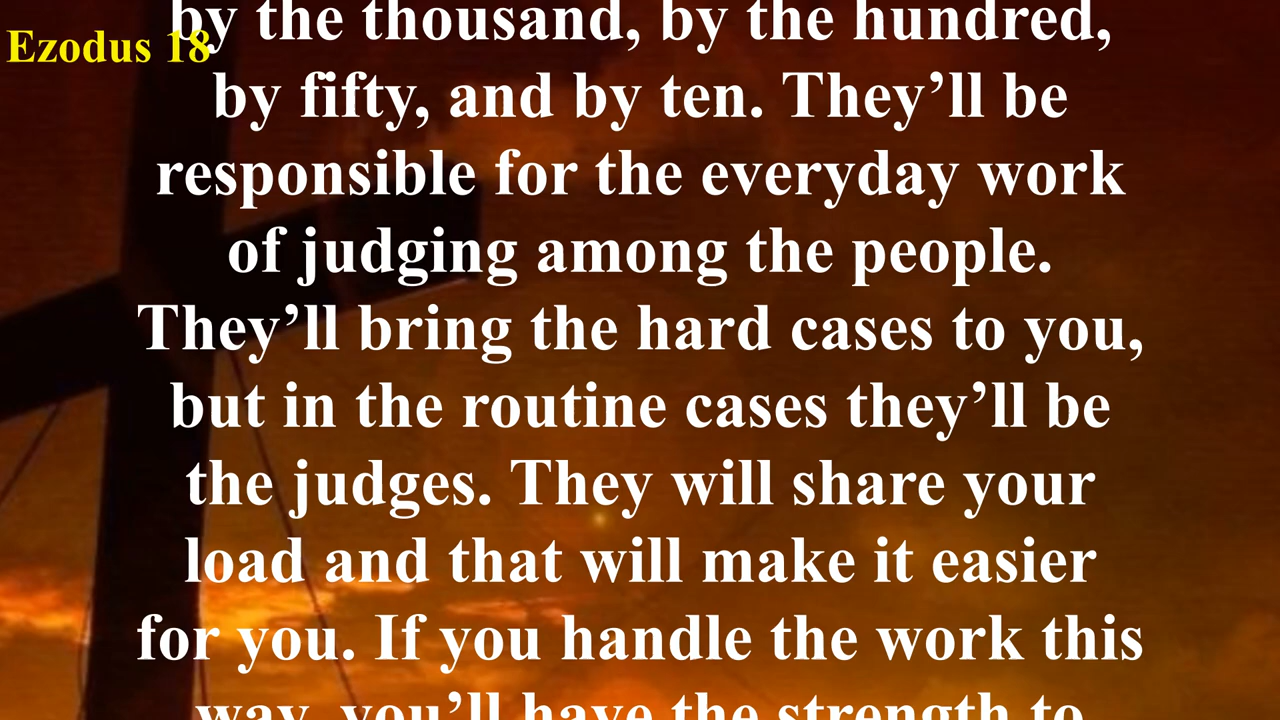 by the thousand, by the hundred,
Ezodus 18
by fifty, and by ten. They’ll be
responsible for the everyday work
of judging among the people.
They’ll bring the hard cases to you,
but in the routine cases they’ll be
the judges. They will share your
load and that will make it easier
for you. If you handle the work this
way, you’ll have the strength to